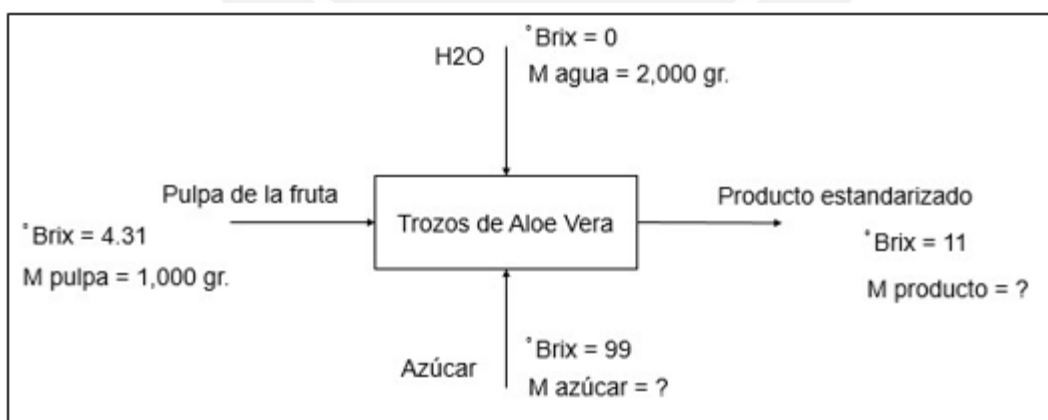 H2O
°Brix = 0
M agua = 2,000 gr.
Pulpa de la fruta
°Brix = 4.31
M pulpa = 1,000 gr.
Trozos de Aloe Vera
Producto estandarizado
°Brix = 11
M producto = ?
Azúcar
°Brix = 99
M azúcar = ?